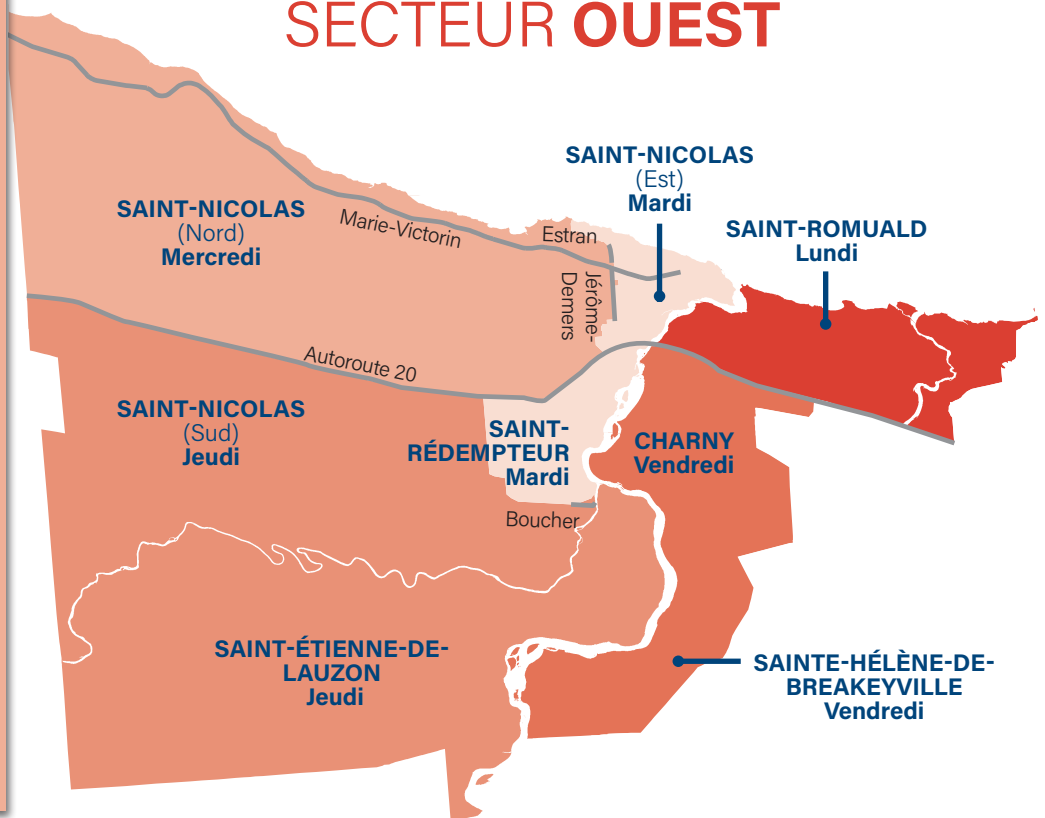 SECTEUR OUEST
SAINT-NICOLAS
(Est)
Mardi
SAINT-NICOLAS
(Nord)
Mercredi
Marie-Victorin
Estran
SAINT-ROMUALD
Lundi
Jérôme-
Demers
Autoroute 20
SAINT-NICOLAS
(Sud)
Jeudi
SAINT-
RÉDEMPTEUR
Mardi
CHARNY
Vendredi
Boucher
SAINT-ÉTIENNE-DE-
LAUZON
Jeudi
SAINTE-HÉLÈNE-DE-
BREAKEYVILLE
Vendredi